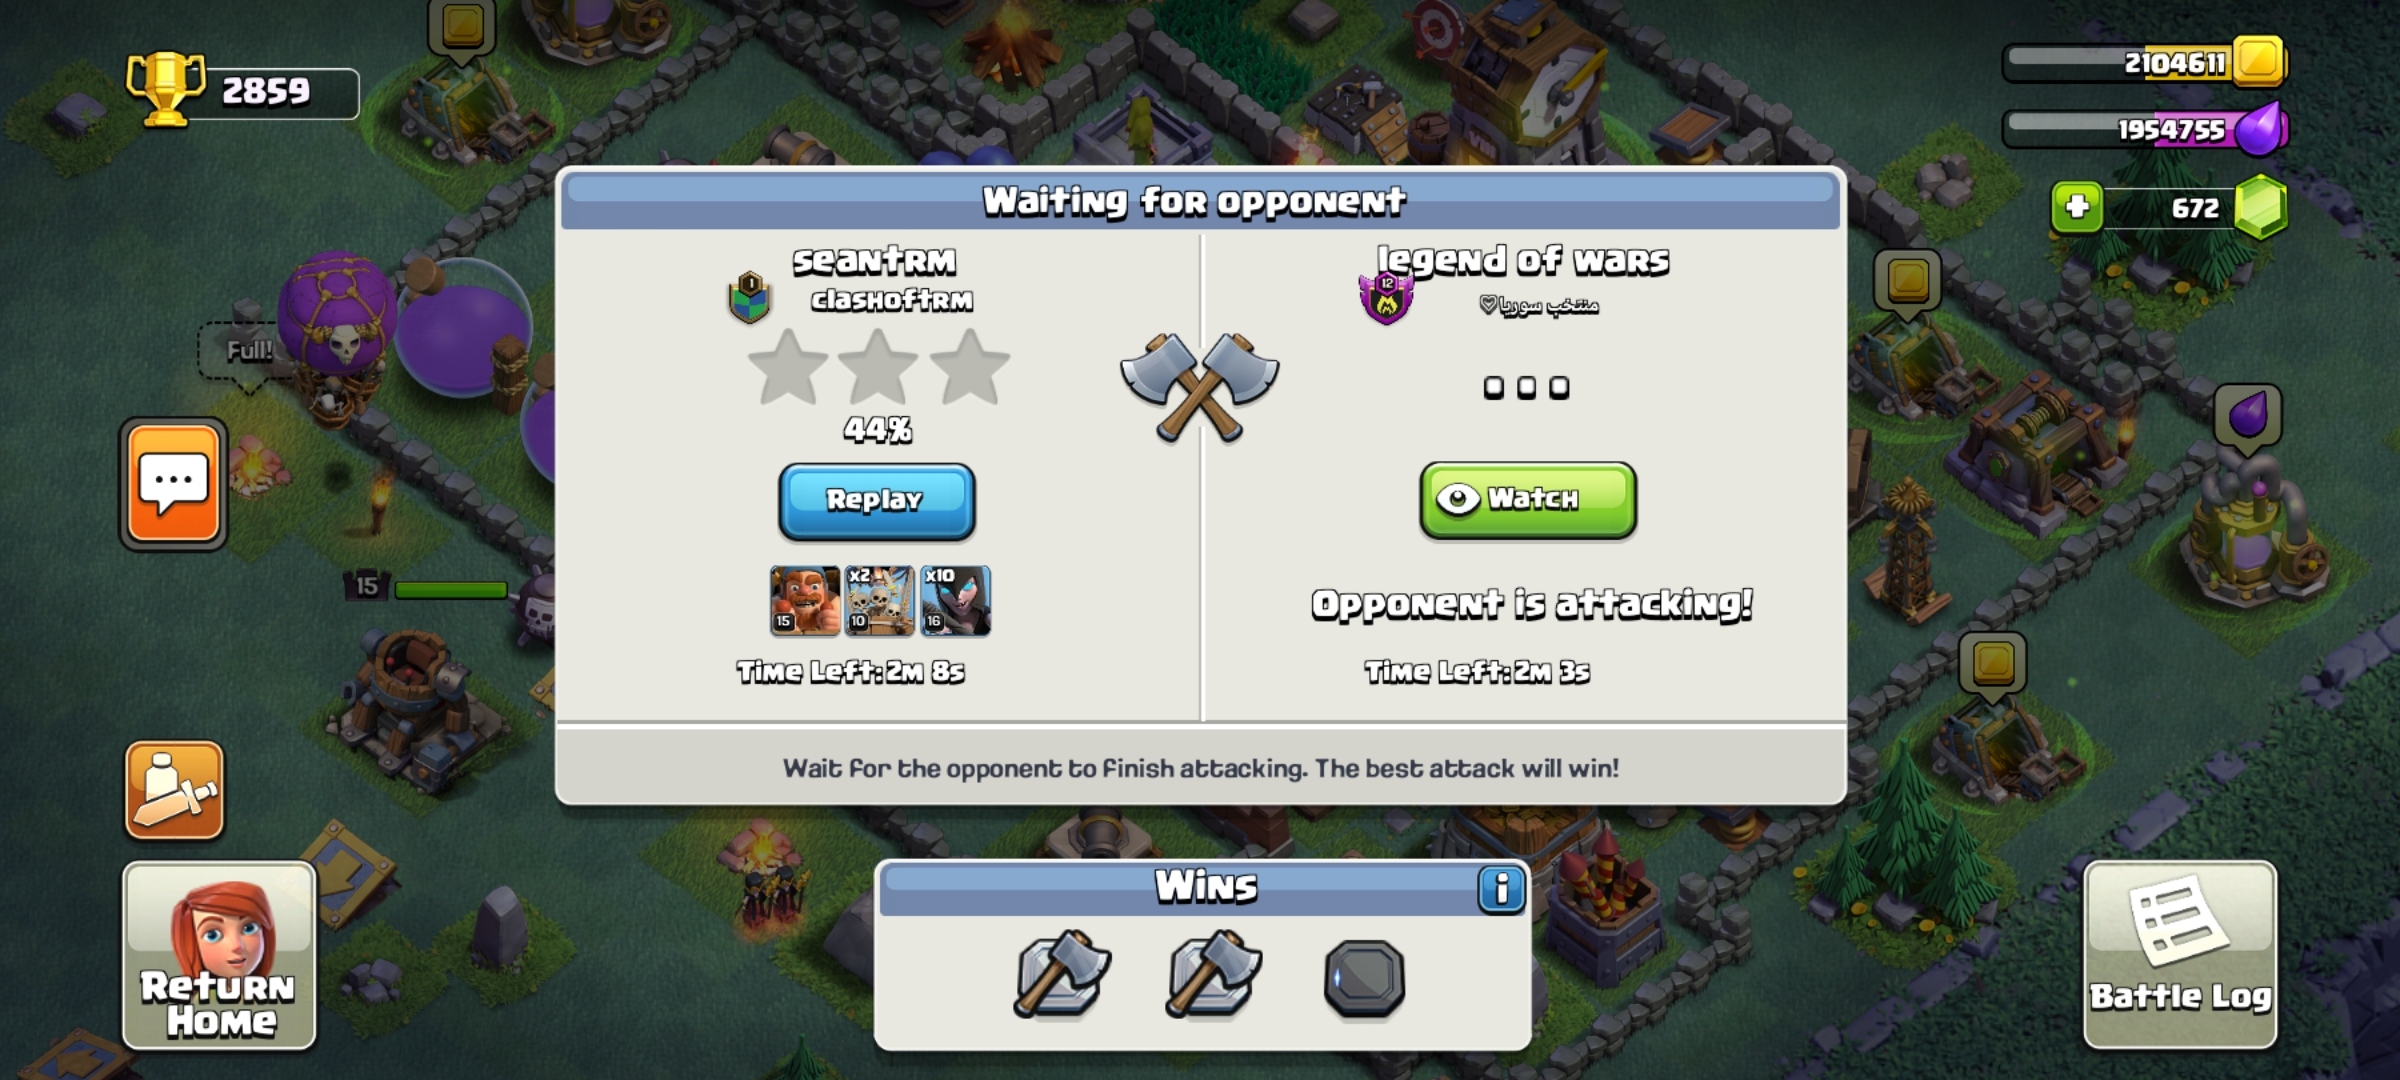 2859
2104611
1954755
672
Full!
15
Waiting for opponent
seantrm
1
clashoftrm
44%
Replay
x2
x10
15
10
16
Time Left:2m 8s
legend of wars
12
منتخب سوريا♡
Watch
Opponent is attacking!
Time Left:2m 3s
Wait for the opponent to finish attacking. The best attack will win!
Wins
i
Return
Home
Battle Log